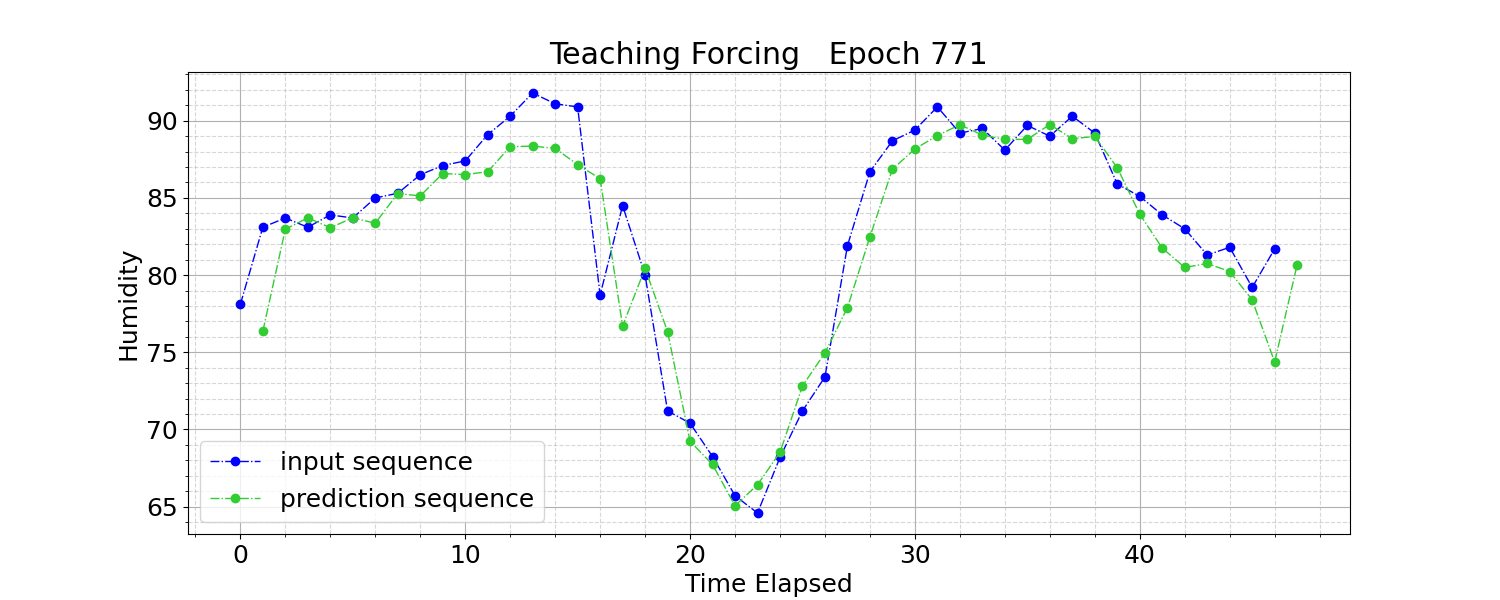 Teaching Forcing   Epoch 771
Humidity
90
85
80
75
70
65
input sequence
prediction sequence
0 10 20 30 40
Time Elapsed